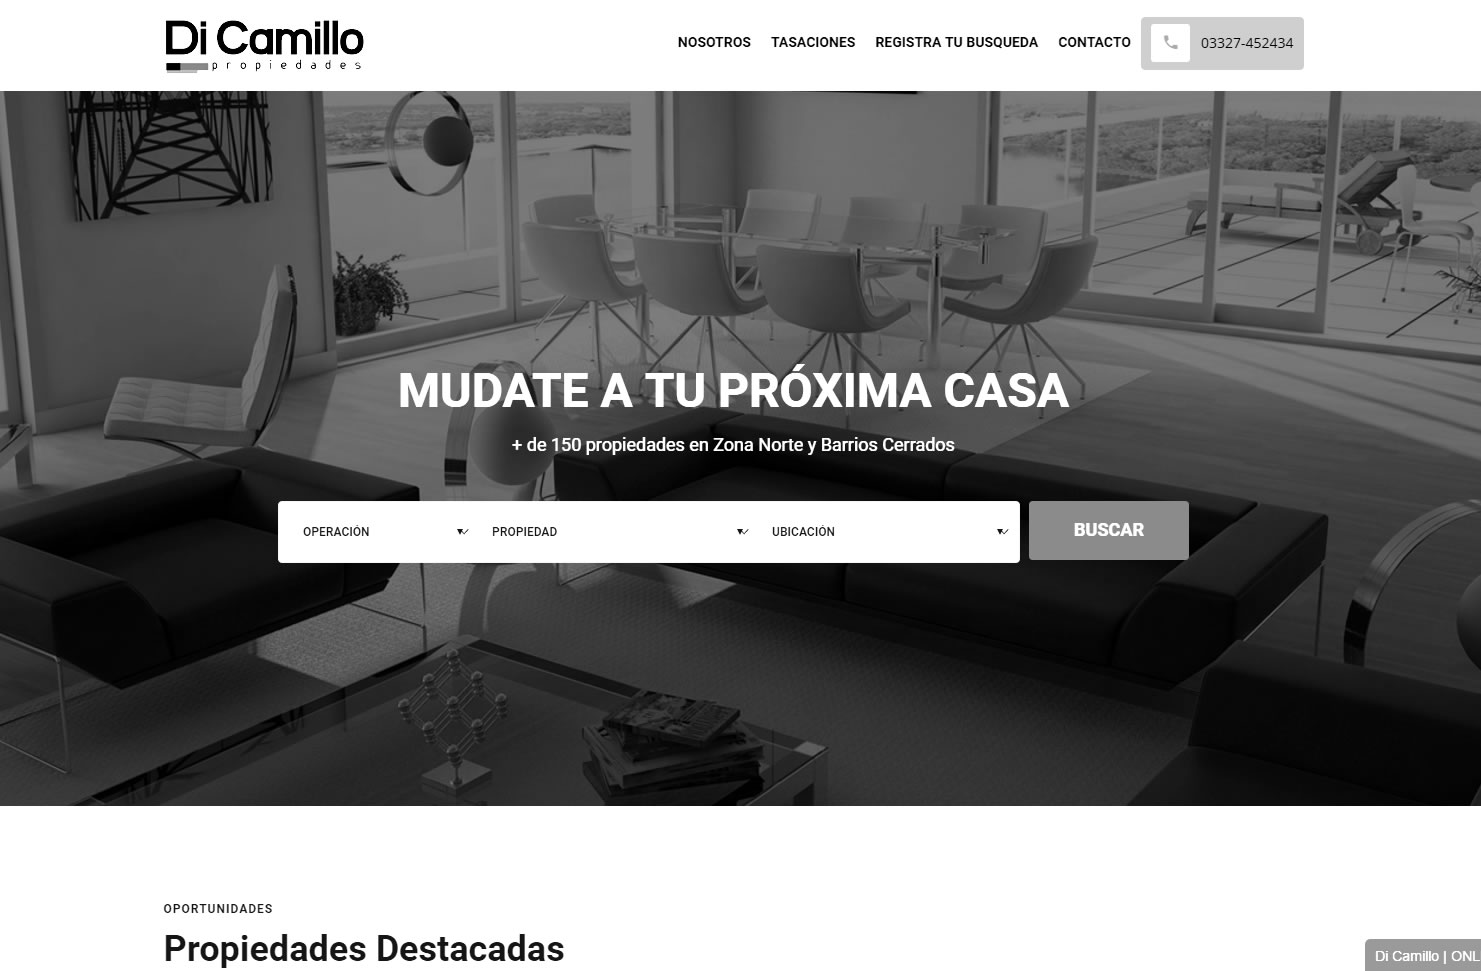 Di Camillo
propiedades
NOSOTROS
TASACIONES
REGISTRA TU BUSQUEDA
CONTACTO
03327-452434
MUDATE A TU PRÓXIMA CASA
+ de 150 propiedades en Zona Norte y Barrios Cerrados
OPERACIÓN
PROPIEDAD
UBICACIÓN
BUSCAR
OPORTUNIDADES
Propiedades Destacadas
Di Camillo | ONL